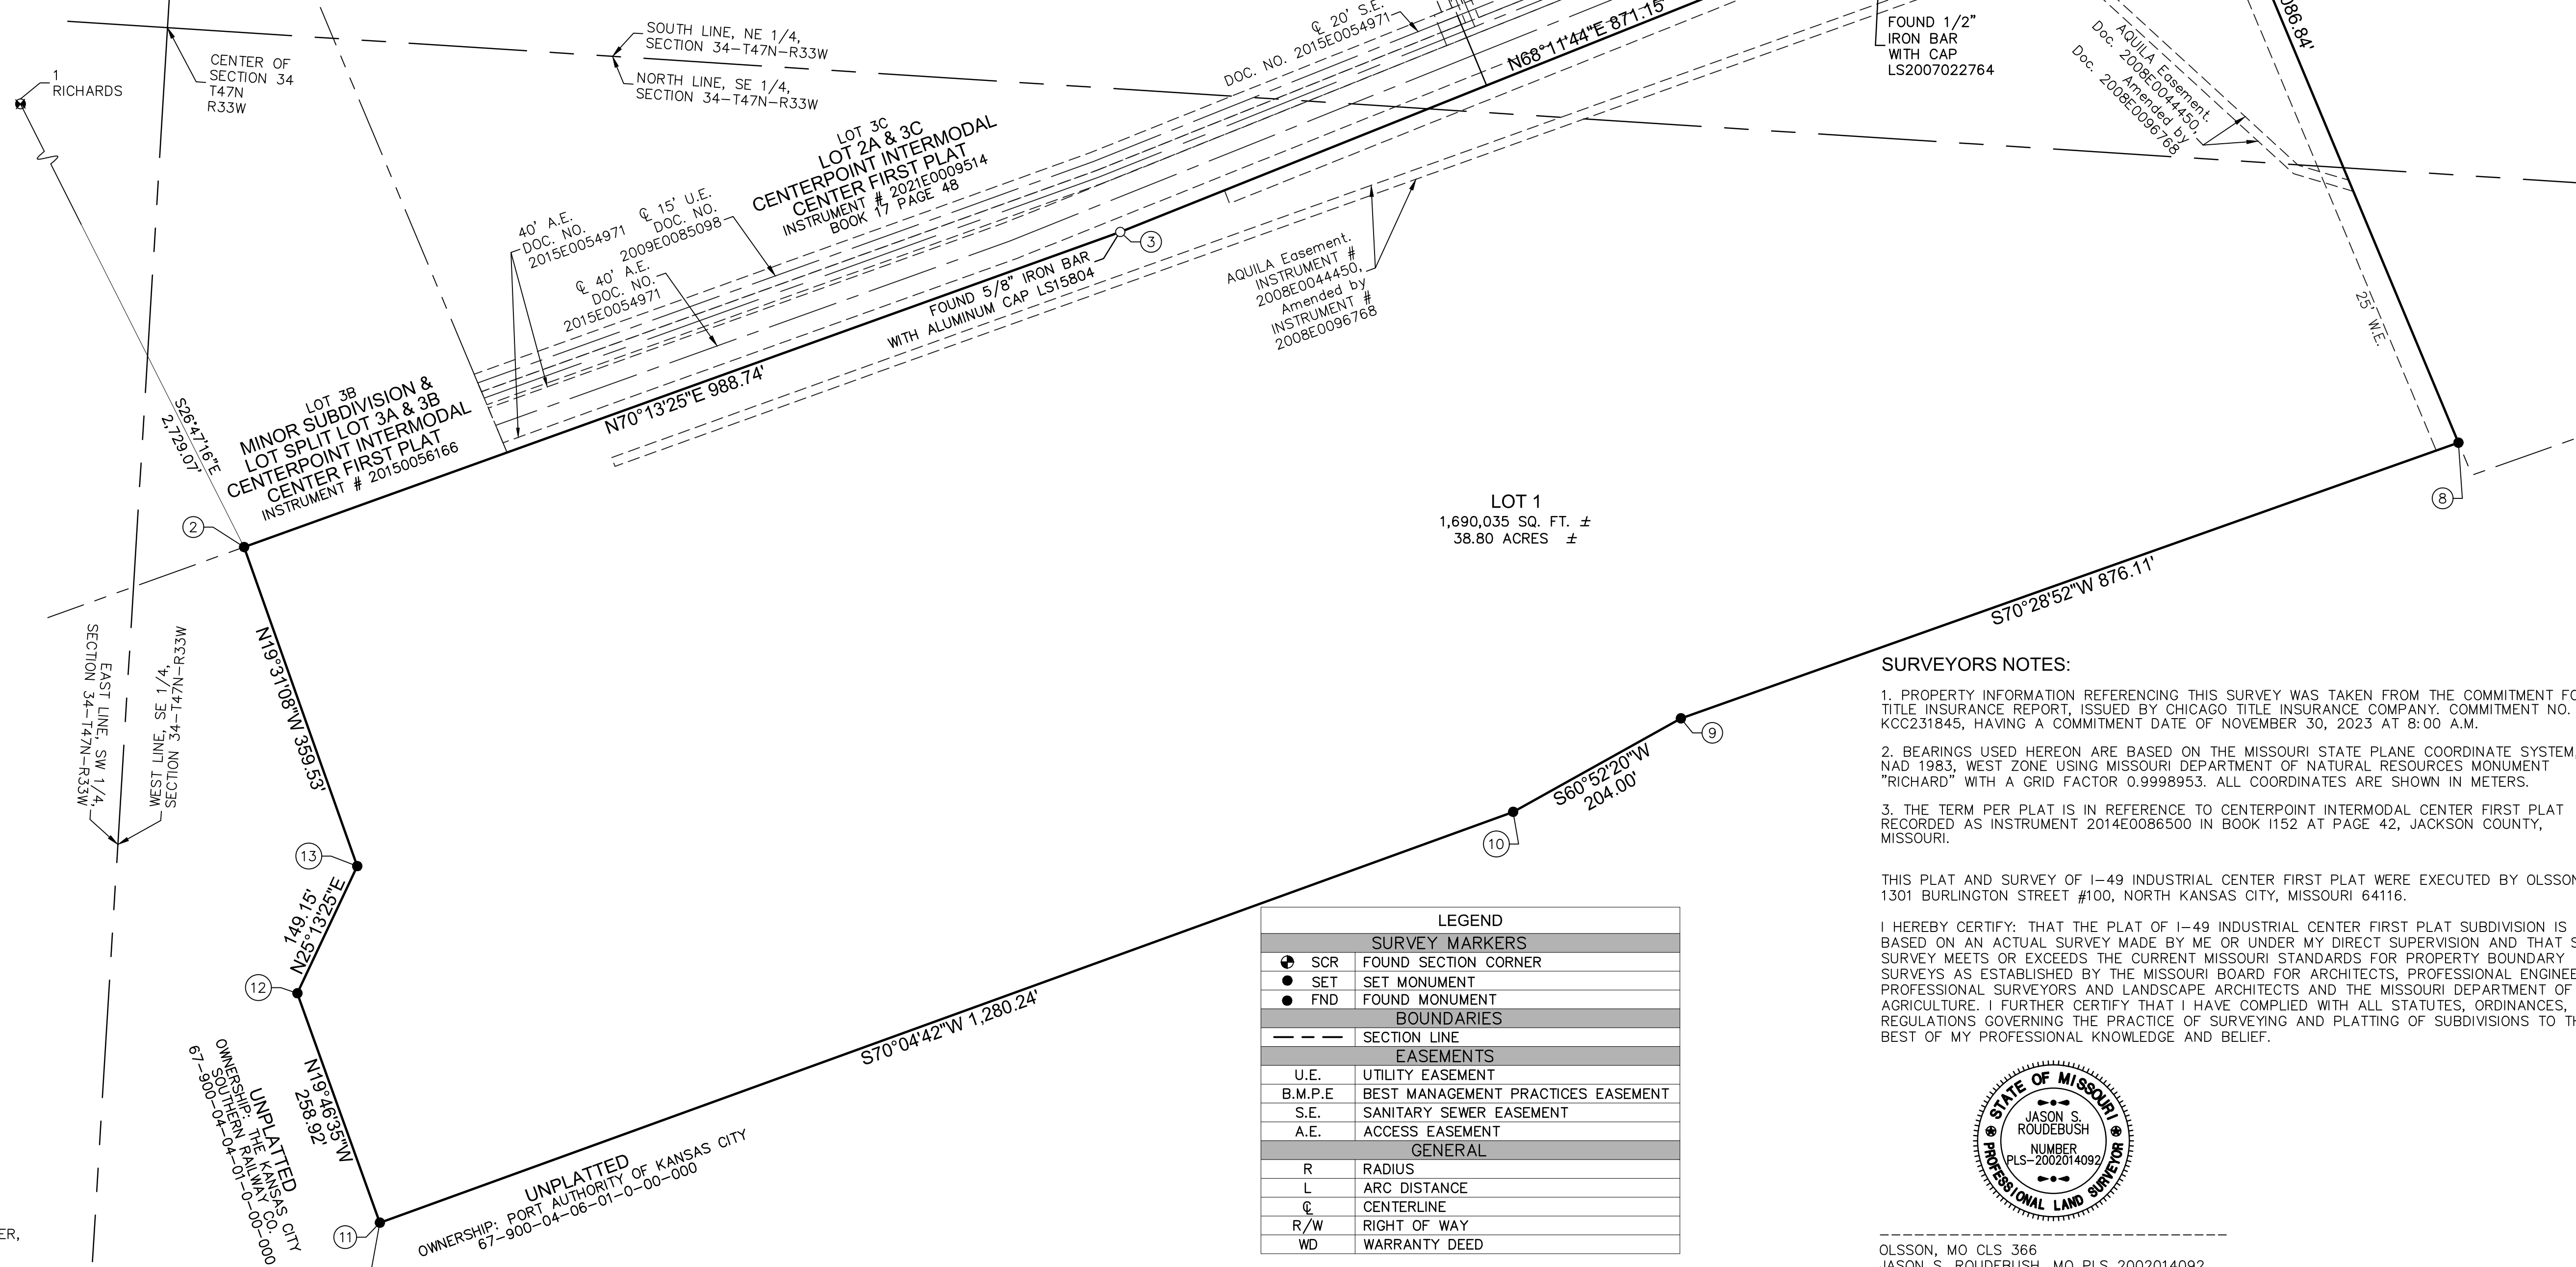 SOUTH LINE, NE 1/4,
SECTION 34-T47N-R33W
NORTH LINE, SE 1/4,
SECTION 34-T47N-R33W
CENTER OF
SECTION 34
T47N
R33W
1
RICHARDS
℄ 20' S.E.
DOC. NO. 2015E0054971
N68°11'44"E 871.15'
FOUND 1/2"
IRON BAR
WITH CAP
LS2007022764
AQUILA Easement.
Doc. 2008E0044450,
Amended by
Doc. 2008E0096768
086.84'
LOT 3C
LOT 2A & 3C
CENTERPOINT INTERMODAL
CENTER FIRST PLAT
INSTRUMENT # 2021E0009514
BOOK 17 PAGE 48
40' A.E.
DOC. NO.
2015E0054971
℄ 15' U.E.
DOC. NO.
2009E0085098
℄ 40' A.E.
DOC. NO.
2015E0054971
3
FOUND 5/8" IRON BAR
WITH ALUMINUM CAP LS15804
AQUILA Easement.
INSTRUMENT #
2008E0044450,
Amended by
INSTRUMENT #
2008E0096768
25' W.E.
N70°13'25"E 988.74'
S26°47'16"E
2,729.07'
LOT 3B
MINOR SUBDIVISION &
LOT SPLIT LOT 3A & 3B
CENTERPOINT INTERMODAL
CENTER FIRST PLAT
INSTRUMENT # 20150056166
2
8
LOT 1
1,690,035 SQ. FT. ±
38.80 ACRES ±
S70°28'52"W 876.11'
EAST LINE, SW 1/4,
SECTION 34-T47N-R33W
WEST LINE, SE 1/4,
SECTION 34-T47N-R33W
N19°31'08"W 359.53'
9
S60°52'20"W
204.00'
10
13
149.15'
N25°13'25"E
12
N19°46'35"W
258.92'
S70°04'42"W 1,280.24'
UNPLATTED
OWNERSHIP: THE KANSAS CITY
SOUTHERN RAILWAY CO.
67-900-04-04-01-0-00-000
11
UNPLATTED
OWNERSHIP: PORT AUTHORITY OF KANSAS CITY
67-900-04-06-01-0-00-000
ER,
LEGEND
SURVEY MARKERS
SCR FOUND SECTION CORNER
SET SET MONUMENT
FND FOUND MONUMENT
BOUNDARIES
SECTION LINE
EASEMENTS
U.E. UTILITY EASEMENT
B.M.P.E BEST MANAGEMENT PRACTICES EASEMENT
S.E. SANITARY SEWER EASEMENT
A.E. ACCESS EASEMENT
GENERAL
R RADIUS
L ARC DISTANCE
℄ CENTERLINE
R/W RIGHT OF WAY
WD WARRANTY DEED
SURVEYORS NOTES:
1. PROPERTY INFORMATION REFERENCING THIS SURVEY WAS TAKEN FROM THE COMMITMENT FO
TITLE INSURANCE REPORT, ISSUED BY CHICAGO TITLE INSURANCE COMPANY. COMMITMENT NO.
KCC231845, HAVING A COMMITMENT DATE OF NOVEMBER 30, 2023 AT 8:00 A.M.
2. BEARINGS USED HEREON ARE BASED ON THE MISSOURI STATE PLANE COORDINATE SYSTEM,
NAD 1983, WEST ZONE USING MISSOURI DEPARTMENT OF NATURAL RESOURCES MONUMENT
"RICHARD" WITH A GRID FACTOR 0.9998953. ALL COORDINATES ARE SHOWN IN METERS.
3. THE TERM PER PLAT IS IN REFERENCE TO CENTERPOINT INTERMODAL CENTER FIRST PLAT
RECORDED AS INSTRUMENT 2014E0086500 IN BOOK I152 AT PAGE 42, JACKSON COUNTY,
MISSOURI.
THIS PLAT AND SURVEY OF I-49 INDUSTRIAL CENTER FIRST PLAT WERE EXECUTED BY OLSSON
1301 BURLINGTON STREET #100, NORTH KANSAS CITY, MISSOURI 64116.
I HEREBY CERTIFY: THAT THE PLAT OF I-49 INDUSTRIAL CENTER FIRST PLAT SUBDIVISION IS
BASED ON AN ACTUAL SURVEY MADE BY ME OR UNDER MY DIRECT SUPERVISION AND THAT S
SURVEY MEETS OR EXCEEDS THE CURRENT MISSOURI STANDARDS FOR PROPERTY BOUNDARY
SURVEYS AS ESTABLISHED BY THE MISSOURI BOARD FOR ARCHITECTS, PROFESSIONAL ENGINEE
PROFESSIONAL SURVEYORS AND LANDSCAPE ARCHITECTS AND THE MISSOURI DEPARTMENT OF
AGRICULTURE. I FURTHER CERTIFY THAT I HAVE COMPLIED WITH ALL STATUTES, ORDINANCES,
REGULATIONS GOVERNING THE PRACTICE OF SURVEYING AND PLATTING OF SUBDIVISIONS TO TH
BEST OF MY PROFESSIONAL KNOWLEDGE AND BELIEF.
STATE OF MISSOURI
JASON S.
ROUDEBUSH
NUMBER
PLS-2002014092
PROFESSIONAL LAND SURVEYOR
OLSSON, MO CLS 366
JASON S. ROUDEBUSH, MO PLS 2002014092